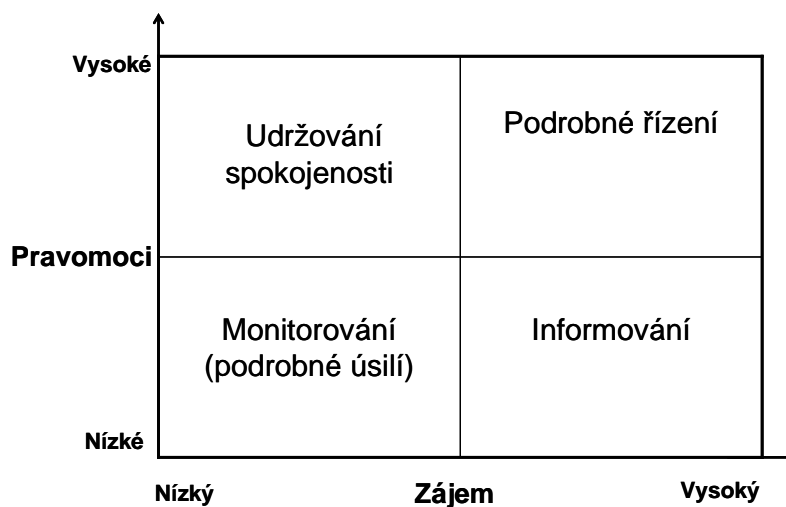 Vysoké
Udržování
spokojenosti
Podrobné řízení
Pravomoci
Monitorování
(podrobné úsilí)
Informování
Nízké
Nízký
Zájem
Vysoký